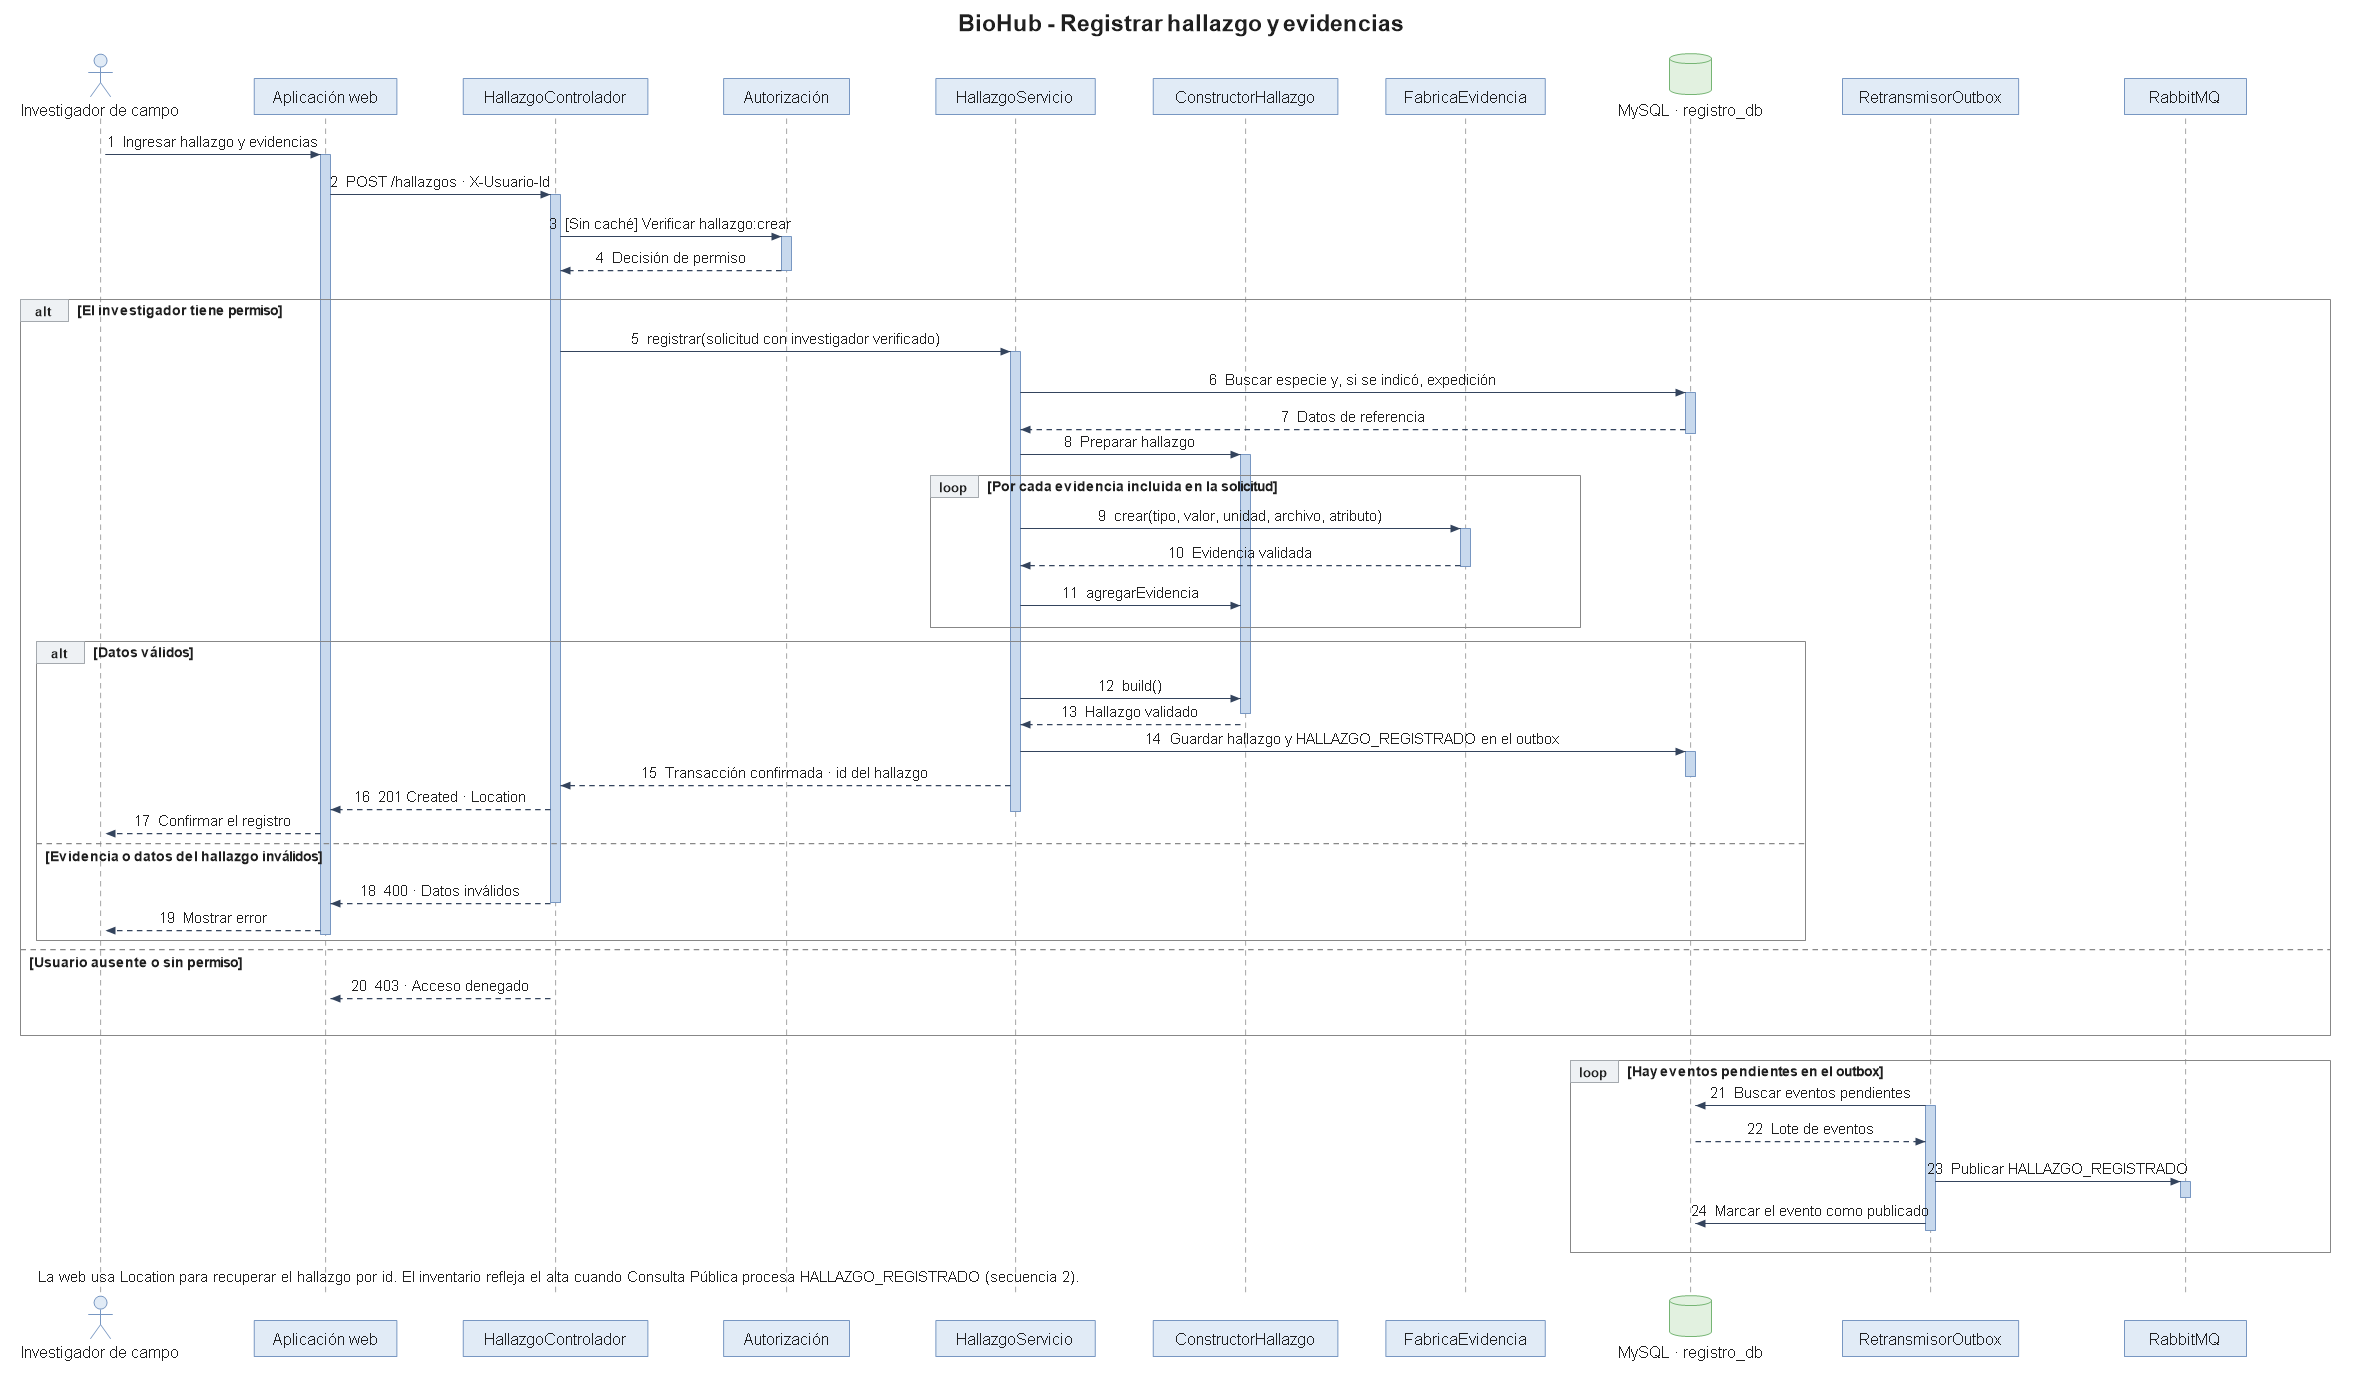 BioHub - Registrar hallazgo y evidencias
Investigador de campo
Aplicación web
HallazgoControlador
Autorización
HallazgoServicio
ConstructorHallazgo
FabricaEvidencia
MySQL · registro_db
RetransmisorOutbox
RabbitMQ
1 Ingresar hallazgo y evidencias
2 POST /hallazgos · X-Usuario-Id
3 [Sin caché] Verificar hallazgo:crear
4 Decisión de permiso
alt [El investigador tiene permiso]
5 registrar(solicitud con investigador verificado)
6 Buscar especie y, si se indicó, expedición
7 Datos de referencia
8 Preparar hallazgo
loop [Por cada evidencia incluida en la solicitud]
9 crear(tipo, valor, unidad, archivo, atributo)
10 Evidencia validada
11 agregarEvidencia
alt [Datos válidos]
12 build()
13 Hallazgo validado
14 Guardar hallazgo y HALLAZGO_REGISTRADO en el outbox
15 Transacción confirmada · id del hallazgo
16 201 Created · Location
17 Confirmar el registro
[Evidencia o datos del hallazgo inválidos]
18 400 · Datos inválidos
19 Mostrar error
[Usuario ausente o sin permiso]
20 403 · Acceso denegado
loop [Hay eventos pendientes en el outbox]
21 Buscar eventos pendientes
22 Lote de eventos
23 Publicar HALLAZGO_REGISTRADO
24 Marcar el evento como publicado
La web usa Location para recuperar el hallazgo por id. El inventario refleja el alta cuando Consulta Pública procesa HALLAZGO_REGISTRADO (secuencia 2).
Investigador de campo
Aplicación web
HallazgoControlador
Autorización
HallazgoServicio
ConstructorHallazgo
FabricaEvidencia
MySQL · registro_db
RetransmisorOutbox
RabbitMQ